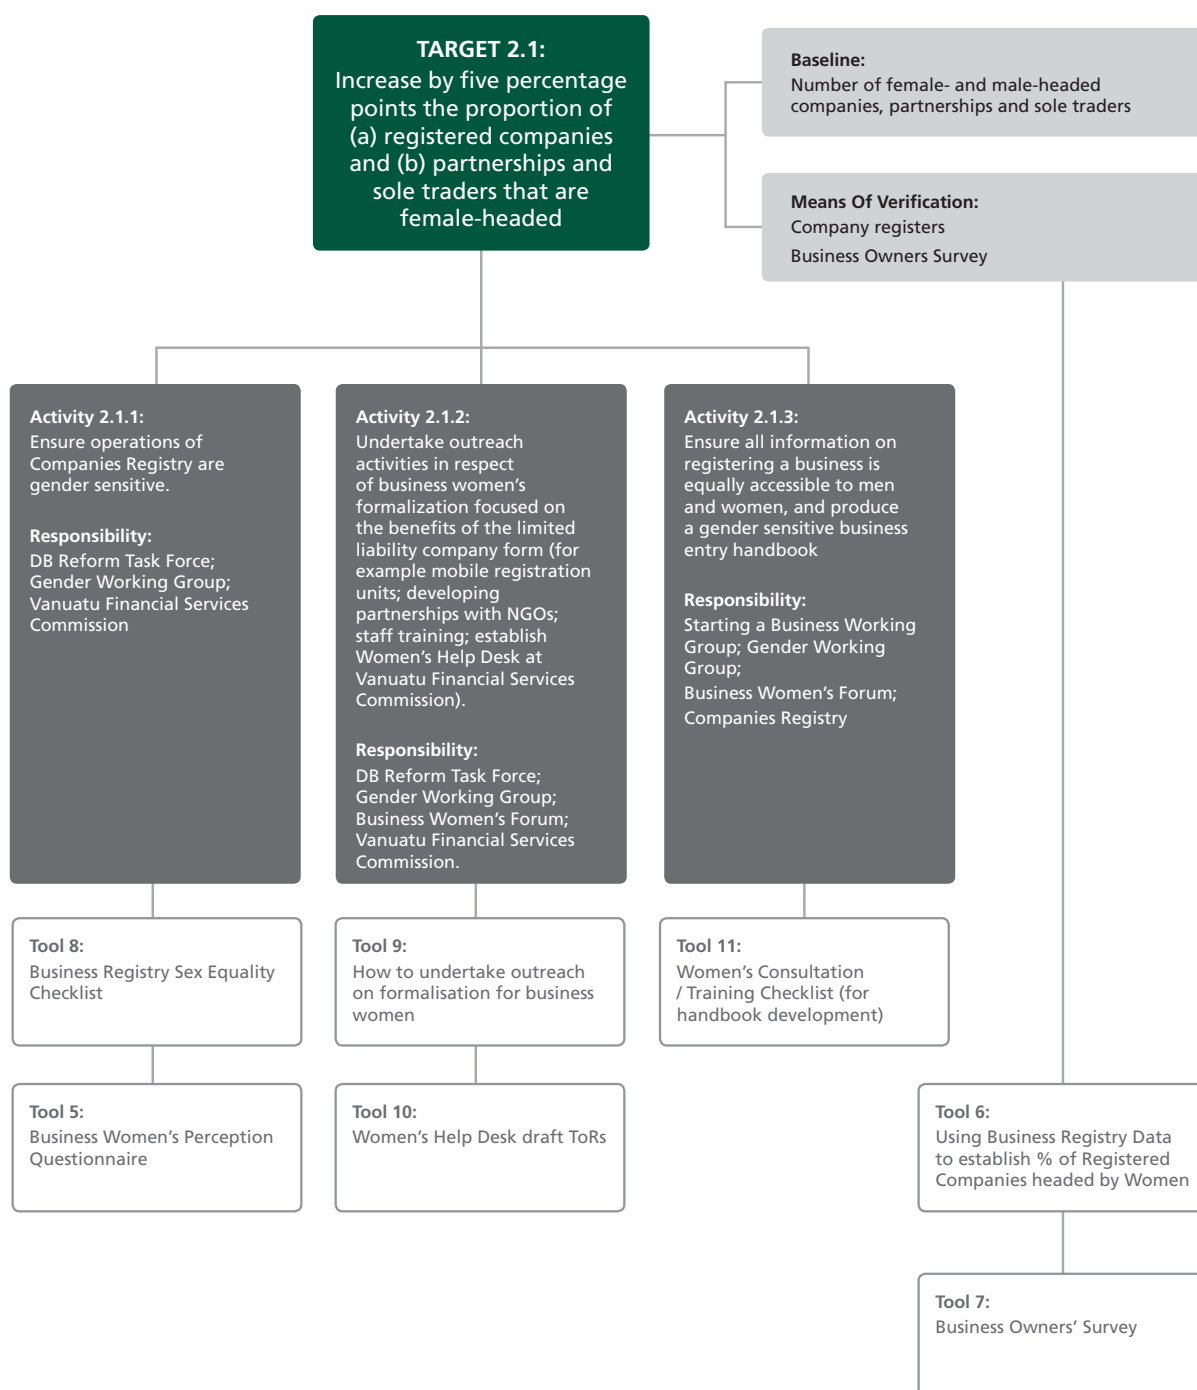 TARGET 2.1:
Increase by five percentage
points the proportion of
(a) registered companies
and (b) partnerships and
sole traders that are
female-headed
Baseline:
Number of female- and male-headed
companies, partnerships and sole traders
Means Of Verification:
Company registers
Business Owners Survey
Activity 2.1.1:
Ensure operations of
Companies Registry are
gender sensitive.
Responsibility:
DB Reform Task Force;
Gender Working Group;
Vanuatu Financial Services
Commission
Activity 2.1.2:
Undertake outreach
activities in respect
of business women’s
formalization focused on
the benefits of the limited
liability company form (for
example mobile registration
units; developing
partnerships with NGOs;
staff training; establish
Women’s Help Desk at
Vanuatu Financial Services
Commission).
Responsibility:
DB Reform Task Force;
Gender Working Group;
Business Women’s Forum;
Vanuatu Financial Services
Commission.
Activity 2.1.3:
Ensure all information on
registering a business is
equally accessible to men
and women, and produce
a gender sensitive business
entry handbook
Responsibility:
Starting a Business Working
Group; Gender Working
Group;
Business Women’s Forum;
Companies Registry
Tool 8:
Business Registry Sex Equality
Checklist
Tool 9:
How to undertake outreach
on formalisation for business
women
Tool 11:
Women’s Consultation
/ Training Checklist (for
handbook development)
Tool 5:
Business Women’s Perception
Questionnaire
Tool 10:
Women’s Help Desk draft ToRs
Tool 6:
Using Business Registry Data
to establish % of Registered
Companies headed by Women
Tool 7:
Business Owners’ Survey